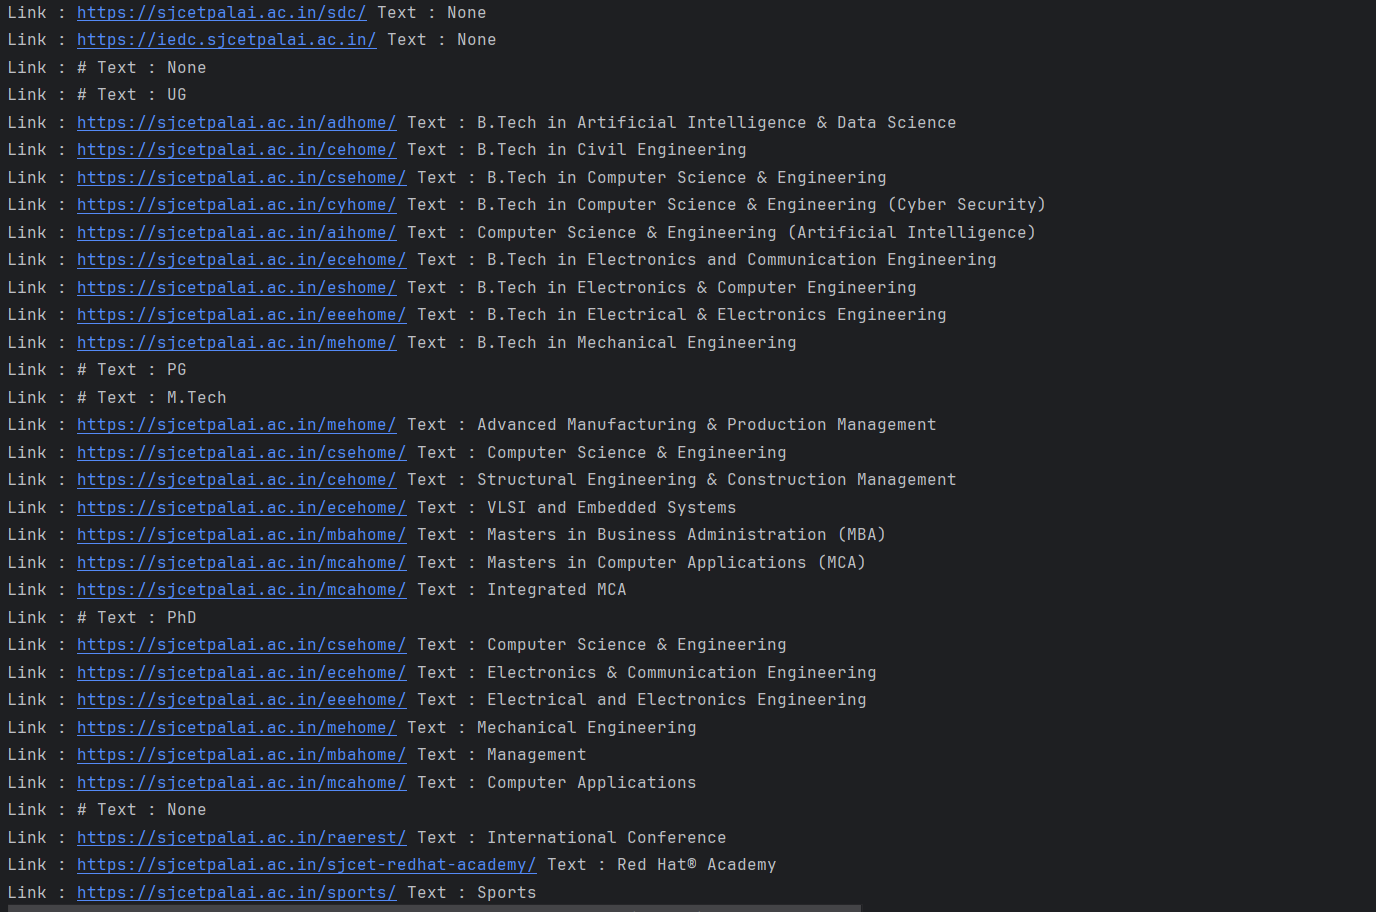 Link : https://sjcetpalai.ac.in/sdc/ Text : None
Link : https://iedc.sjcetpalai.ac.in/ Text : None
Link : # Text : None
Link : # Text : UG
Link : https://sjcetpalai.ac.in/adhome/ Text : B.Tech in Artificial Intelligence & Data Science
Link : https://sjcetpalai.ac.in/cehome/ Text : B.Tech in Civil Engineering
Link : https://sjcetpalai.ac.in/csehome/ Text : B.Tech in Computer Science & Engineering
Link : https://sjcetpalai.ac.in/cyhome/ Text : B.Tech in Computer Science & Engineering (Cyber Security)
Link : https://sjcetpalai.ac.in/aihome/ Text : Computer Science & Engineering (Artificial Intelligence)
Link : https://sjcetpalai.ac.in/ecehome/ Text : B.Tech in Electronics and Communication Engineering
Link : https://sjcetpalai.ac.in/eshome/ Text : B.Tech in Electronics & Computer Engineering
Link : https://sjcetpalai.ac.in/eeehome/ Text : B.Tech in Electrical & Electronics Engineering
Link : https://sjcetpalai.ac.in/mehome/ Text : B.Tech in Mechanical Engineering
Link : # Text : PG
Link : # Text : M.Tech
Link : https://sjcetpalai.ac.in/mehome/ Text : Advanced Manufacturing & Production Management
Link : https://sjcetpalai.ac.in/csehome/ Text : Computer Science & Engineering
Link : https://sjcetpalai.ac.in/cehome/ Text : Structural Engineering & Construction Management
Link : https://sjcetpalai.ac.in/ecehome/ Text : VLSI and Embedded Systems
Link : https://sjcetpalai.ac.in/mbahome/ Text : Masters in Business Administration (MBA)
Link : https://sjcetpalai.ac.in/mcahome/ Text : Masters in Computer Applications (MCA)
Link : https://sjcetpalai.ac.in/mcahome/ Text : Integrated MCA
Link : # Text : PhD
Link : https://sjcetpalai.ac.in/csehome/ Text : Computer Science & Engineering
Link : https://sjcetpalai.ac.in/ecehome/ Text : Electronics & Communication Engineering
Link : https://sjcetpalai.ac.in/eeehome/ Text : Electrical and Electronics Engineering
Link : https://sjcetpalai.ac.in/mehome/ Text : Mechanical Engineering
Link : https://sjcetpalai.ac.in/mbahome/ Text : Management
Link : https://sjcetpalai.ac.in/mcahome/ Text : Computer Applications
Link : # Text : None
Link : https://sjcetpalai.ac.in/raerest/ Text : International Conference
Link : https://sjcetpalai.ac.in/sjcet-redhat-academy/ Text : Red Hat® Academy
Link : https://sjcetpalai.ac.in/sports/ Text : Sports